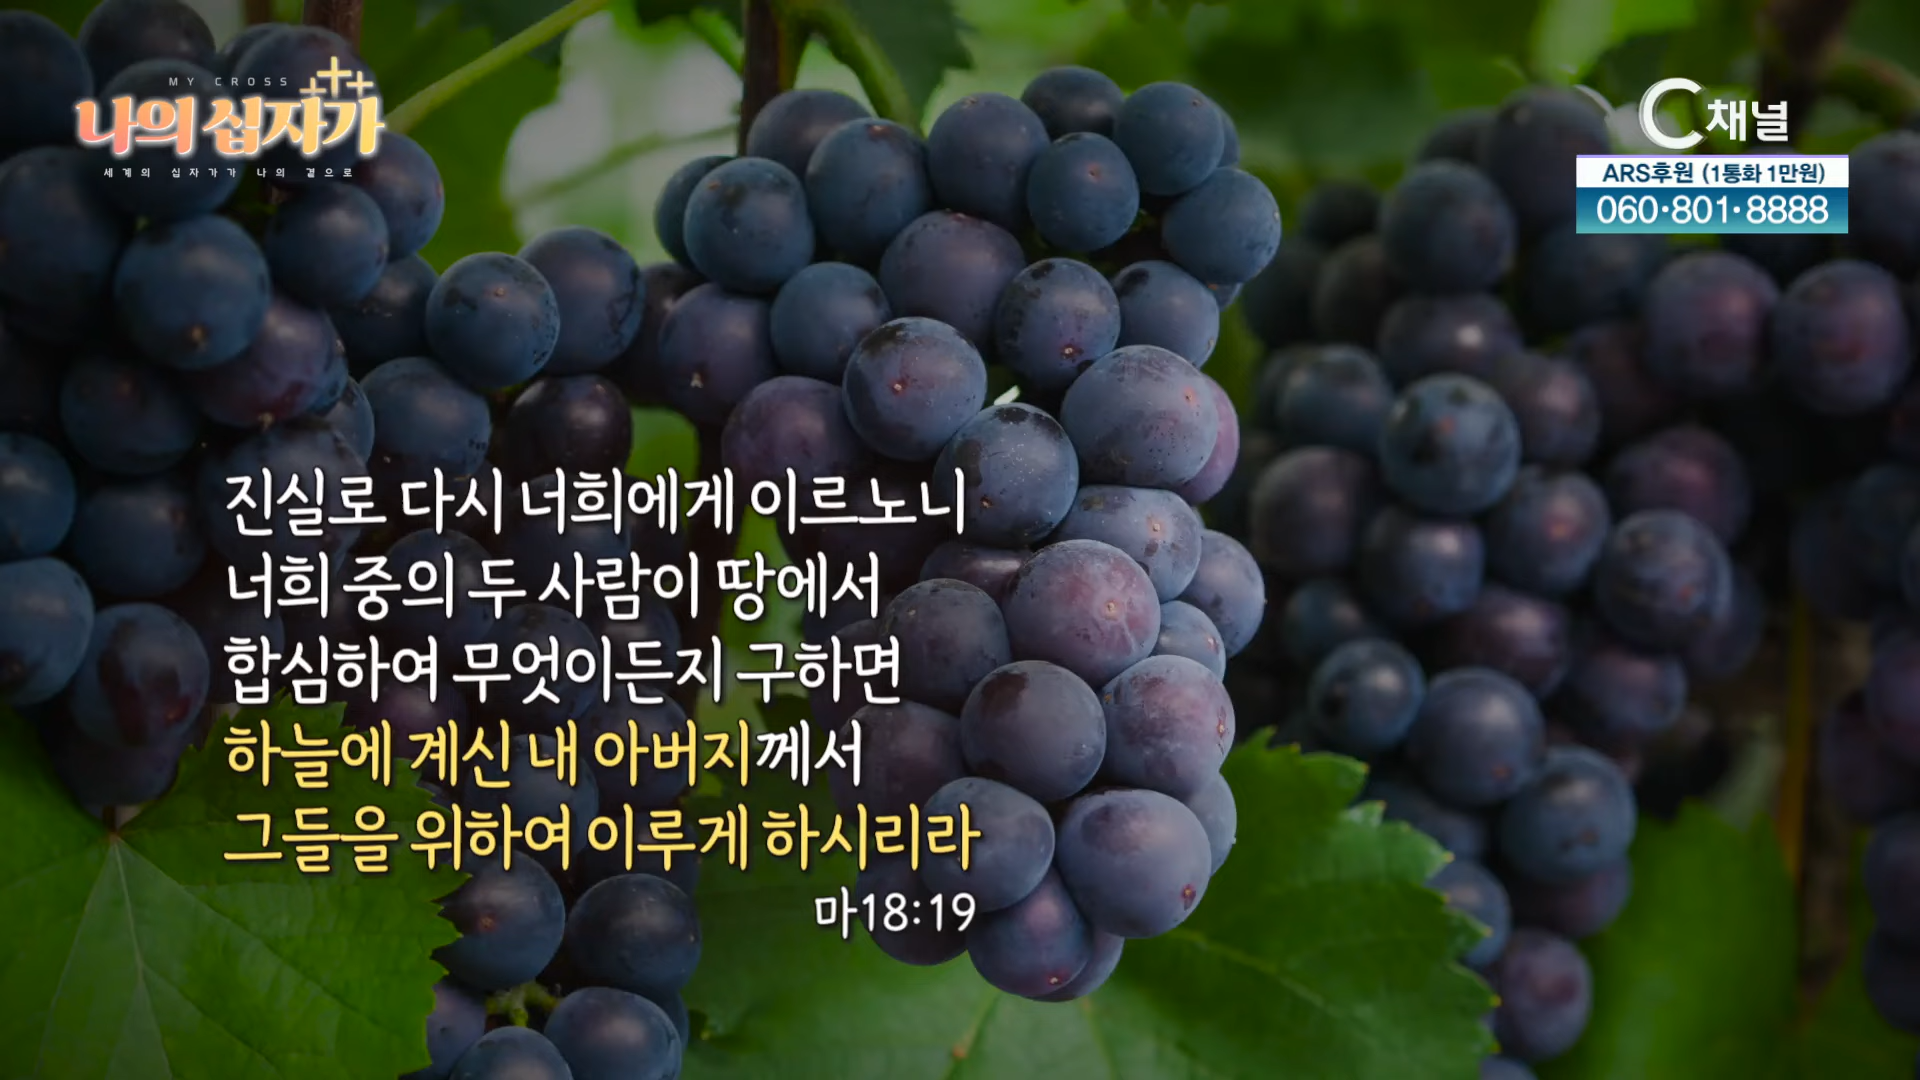 MY CROSS
나의 십자가
세계의 십자가가 나의 곁으로
C채널
ARS후원 (1통화 1만원)
060·801·8888
진실로 다시 너희에게 이르노니
너희 중의 두 사람이 땅에서
합심하여 무엇이든지 구하면
하늘에 계신 내 아버지께서
그들을 위하여 이루게 하시리라
마18:19